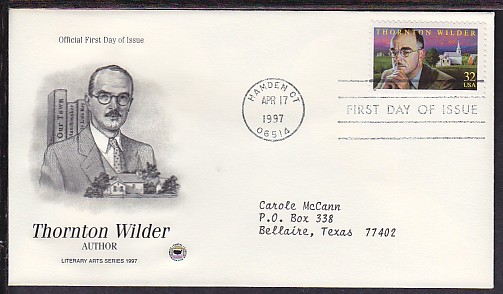 Official First Day of Issue
THORNTON WILDER
32
USA
HAMDEN CT
APR 17
1997
06514
FIRST DAY OF ISSUE
Our Town
Matchmaker
Carole McCann
P.O. Box 338
Bellaire, Texas 77402
Thornton Wilder
AUTHOR
LITERARY ARTS SERIES 1997